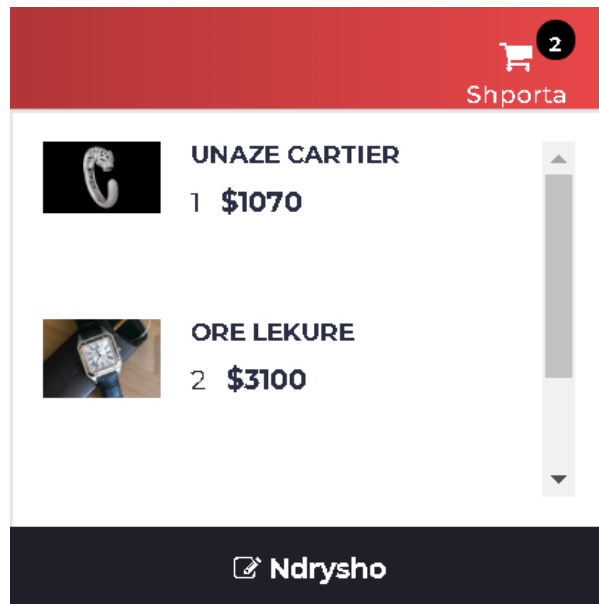 2
Shporta
UNAZE CARTIER
1 $1070
ORE LEKURE
2 $3100
Ndrysho